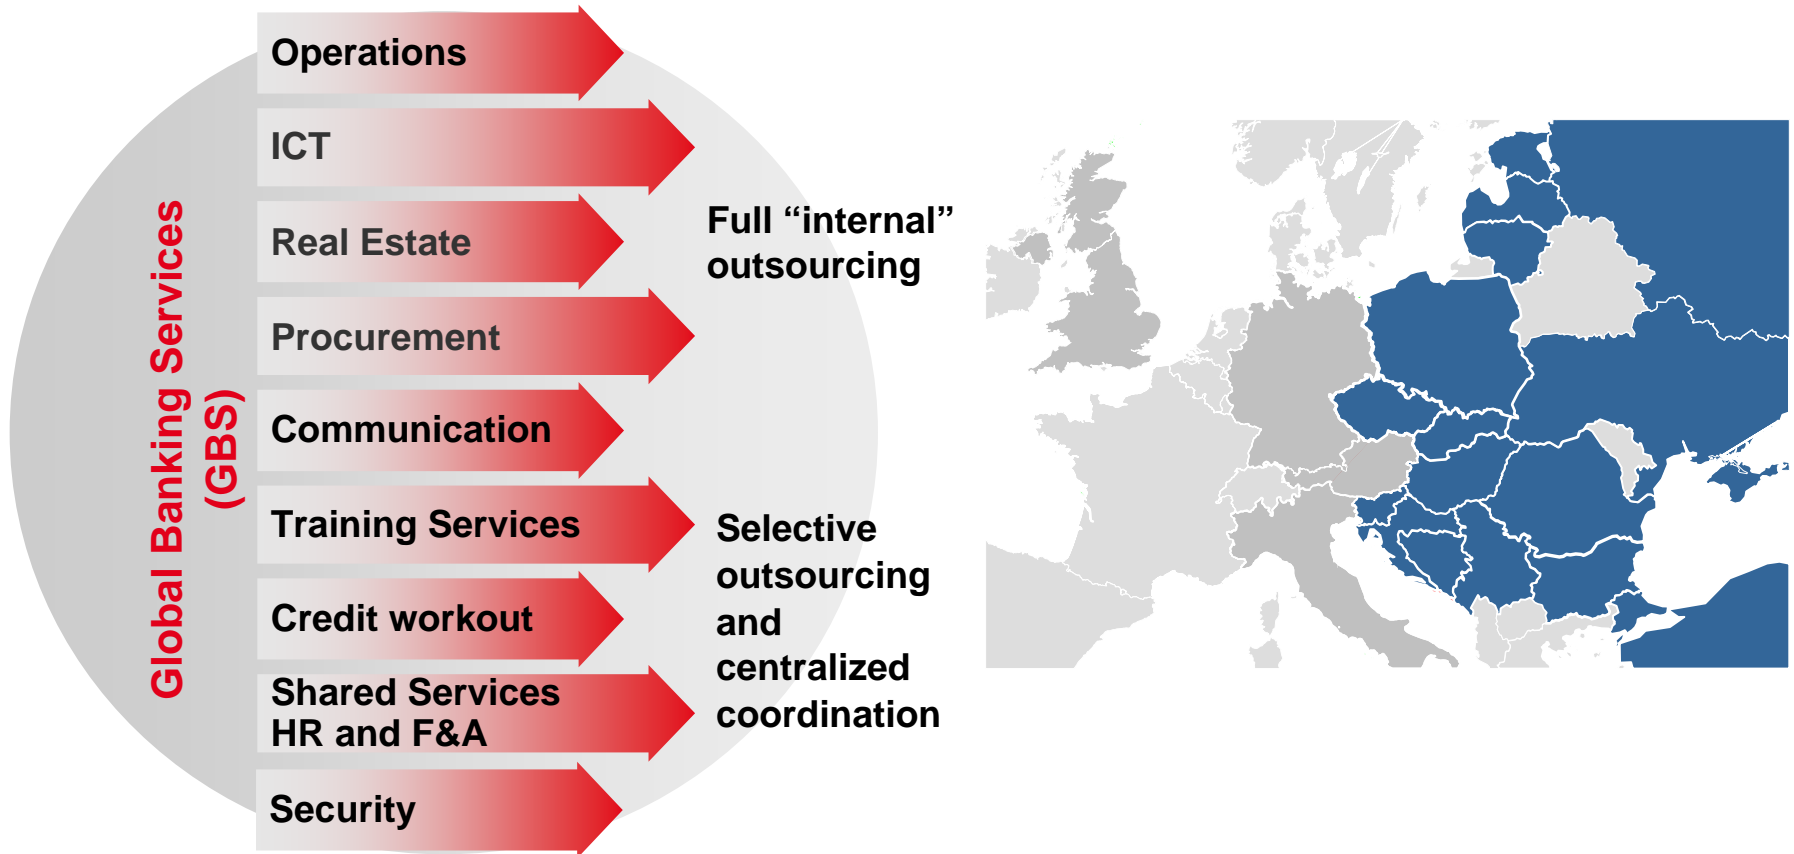 Global Banking Services
(GBS)
Operations
ICT
Real Estate
Procurement
Communication
Training Services
Credit workout
Shared Services
HR and F&A
Security
Full “internal”
outsourcing
Selective
outsourcing
and
centralized
coordination